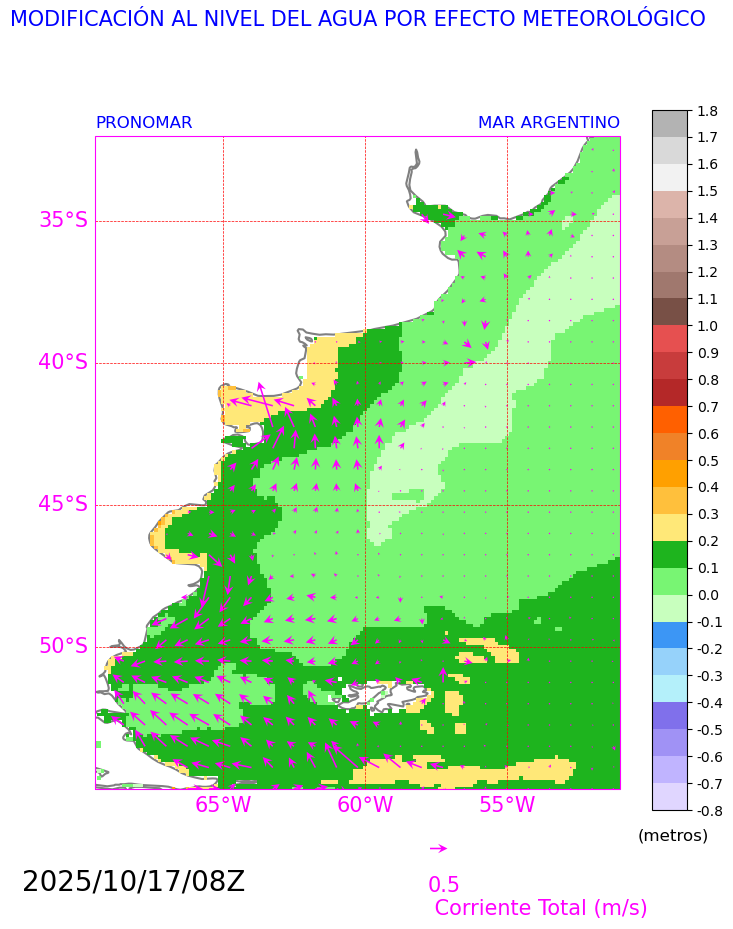 MODIFICACIÓN AL NIVEL DEL AGUA POR EFECTO METEOROLÓGICO
PRONOMAR MAR ARGENTINO
35°S
40°S
45°S
50°S
65°W 60°W 55°W
1.8
1.7
1.6
1.5
1.4
1.3
1.2
1.1
1.0
0.9
0.8
0.7
0.6
0.5
0.4
0.3
0.2
0.1
0.0
-0.1
-0.2
-0.3
-0.4
-0.5
-0.6
-0.7
-0.8
(metros)
2025/10/17/08Z
0.5
Corriente Total (m/s)